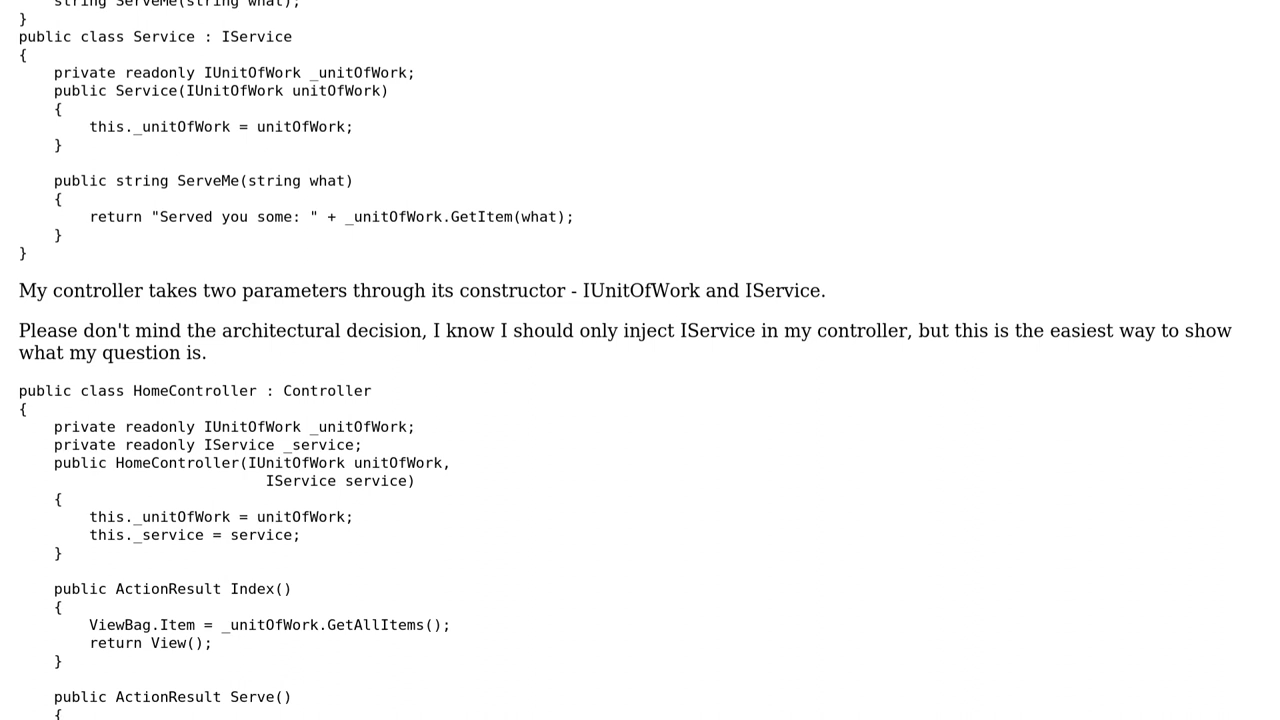 string ServeMe(string what);
}
public class Service : IService
{
    private readonly IUnitOfWork _unitOfWork;
    public Service(IUnitOfWork unitOfWork)
    {
        this._unitOfWork = unitOfWork;
    }

    public string ServeMe(string what)
    {
        return "Served you some: " + _unitOfWork.GetItem(what);
    }
}
My controller takes two parameters through its constructor - IUnitOfWork and IService.
Please don't mind the architectural decision, I know I should only inject IService in my controller, but this is the easiest way to show
what my question is.
public class HomeController : Controller
{
    private readonly IUnitOfWork _unitOfWork;
    private readonly IService _service;
    public HomeController(IUnitOfWork unitOfWork,
                            IService service)
    {
        this._unitOfWork = unitOfWork;
        this._service = service;
    }

    public ActionResult Index()
    {
        ViewBag.Item = _unitOfWork.GetAllItems();
        return View();
    }

    public ActionResult Serve()
    {